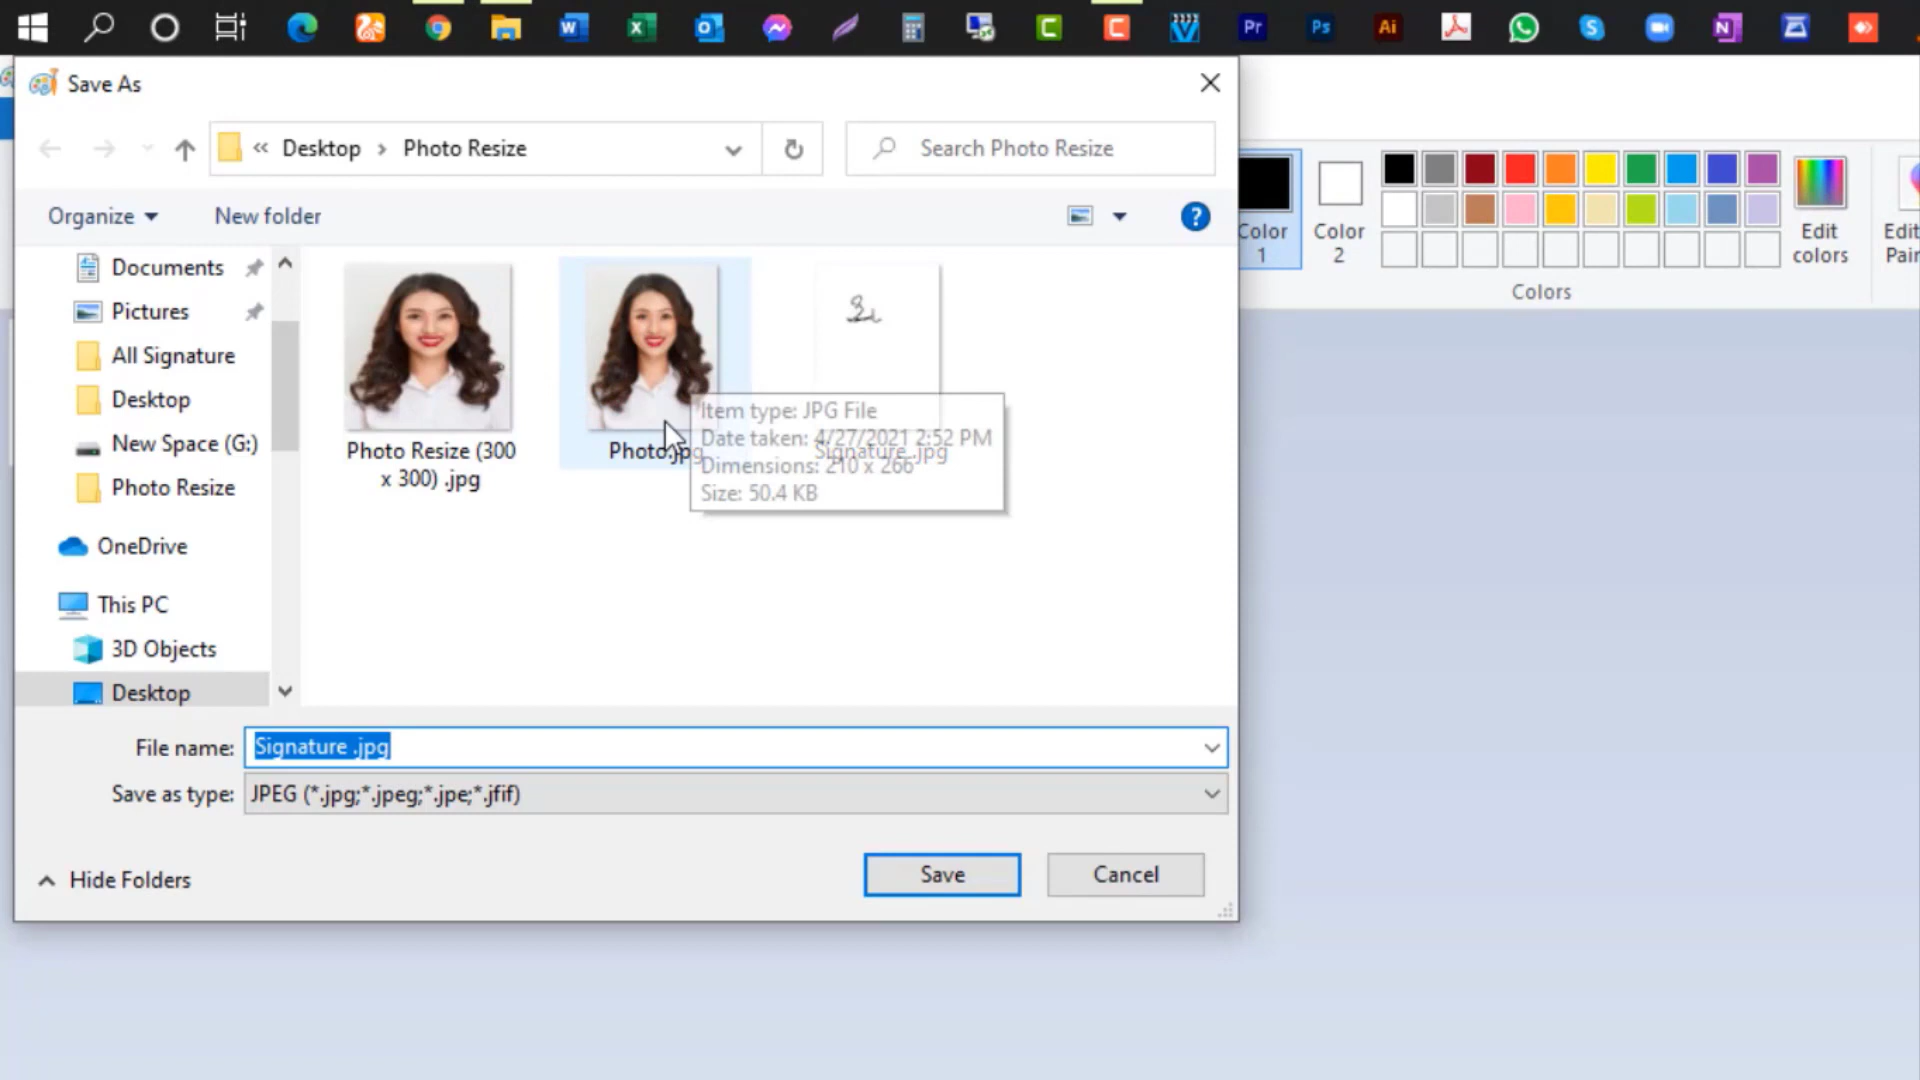 W
X
C
C
Pr
Ps
Ai
S
N
Save As
« Desktop > Photo Resize
Search Photo Resize
Organize
New folder
?
Documents
Pictures
All Signature
Desktop
New Space (G:)
Photo Resize
OneDrive
This PC
3D Objects
Desktop
Photo Resize (300
x 300) .jpg
Photo.jpg
Signature .jpg
Item type: JPG File
Date taken: 4/27/2021 2:52 PM
Dimensions: 210 x 266
Size: 50.4 KB
File name: Signature .jpg
Save as type: JPEG (*.jpg;*.jpeg;*.jpe;*.jfif)
Hide Folders
Save
Cancel
Color
1
Color
2
Edit
colors
Colors
Edit